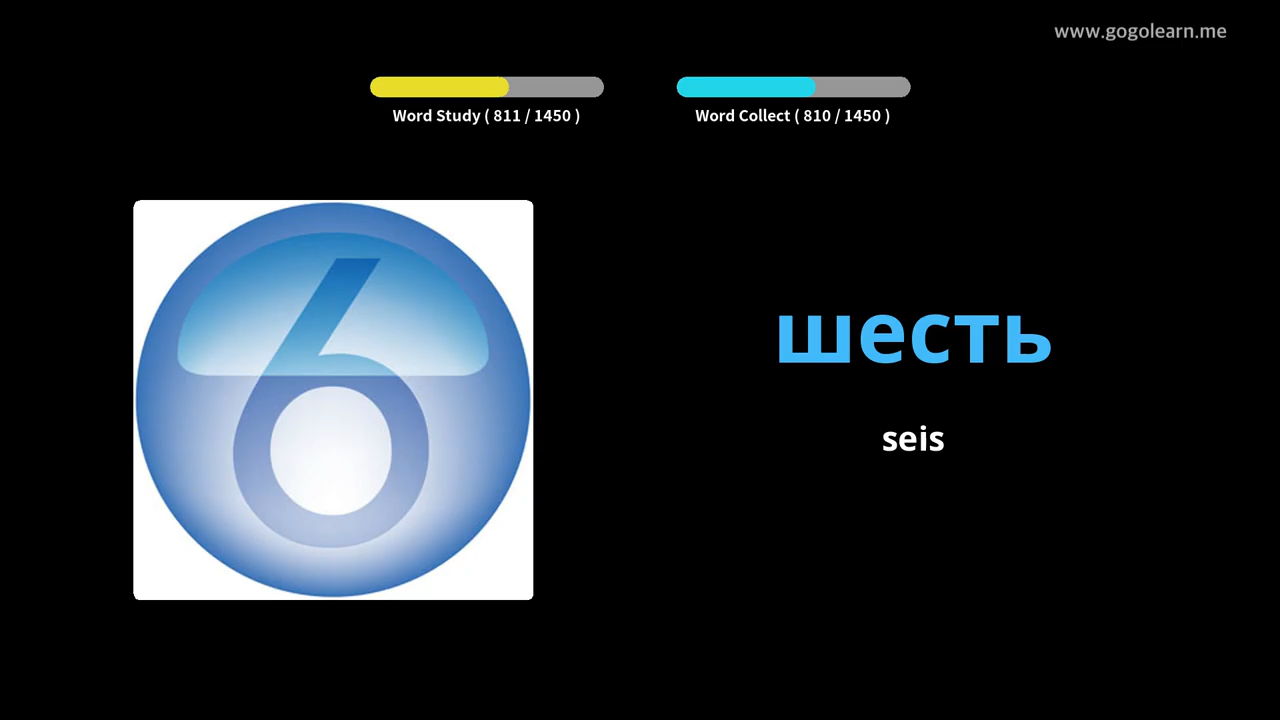 www.gogolearn.me
Word Study ( 811 / 1450 )
Word Collect ( 810 / 1450 )
6
шесть
seis